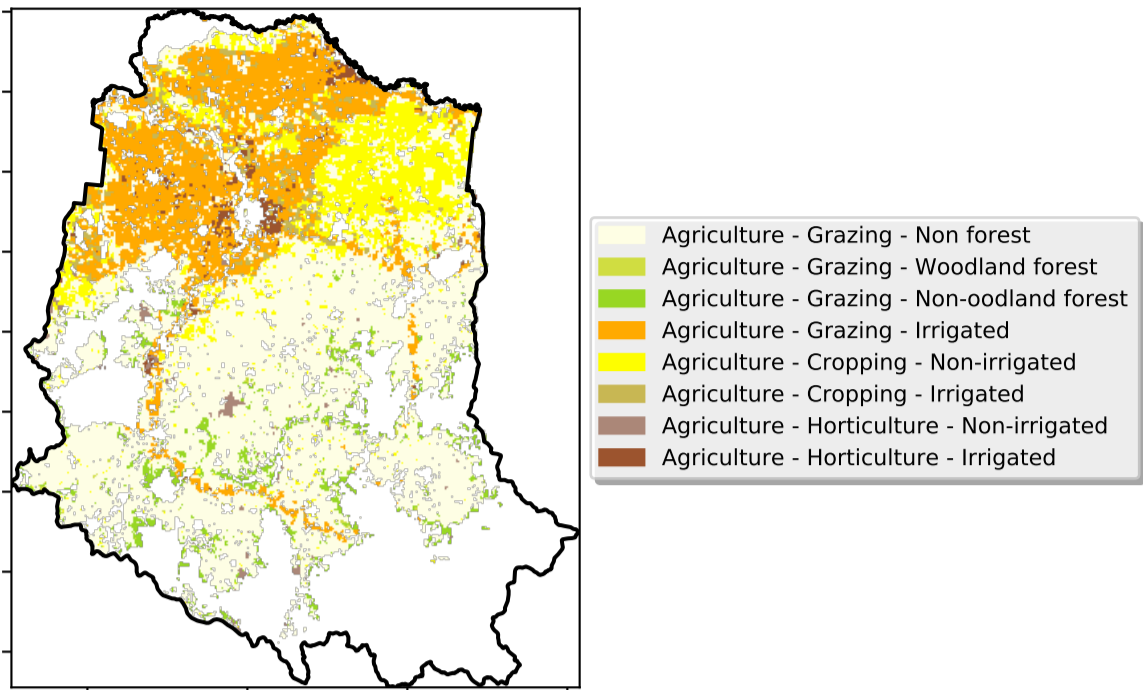 Agriculture - Grazing - Non forest
Agriculture - Grazing - Woodland forest
Agriculture - Grazing - Non-oodland forest
Agriculture - Grazing - Irrigated
Agriculture - Cropping - Non-irrigated
Agriculture - Cropping - Irrigated
Agriculture - Horticulture - Non-irrigated
Agriculture - Horticulture - Irrigated